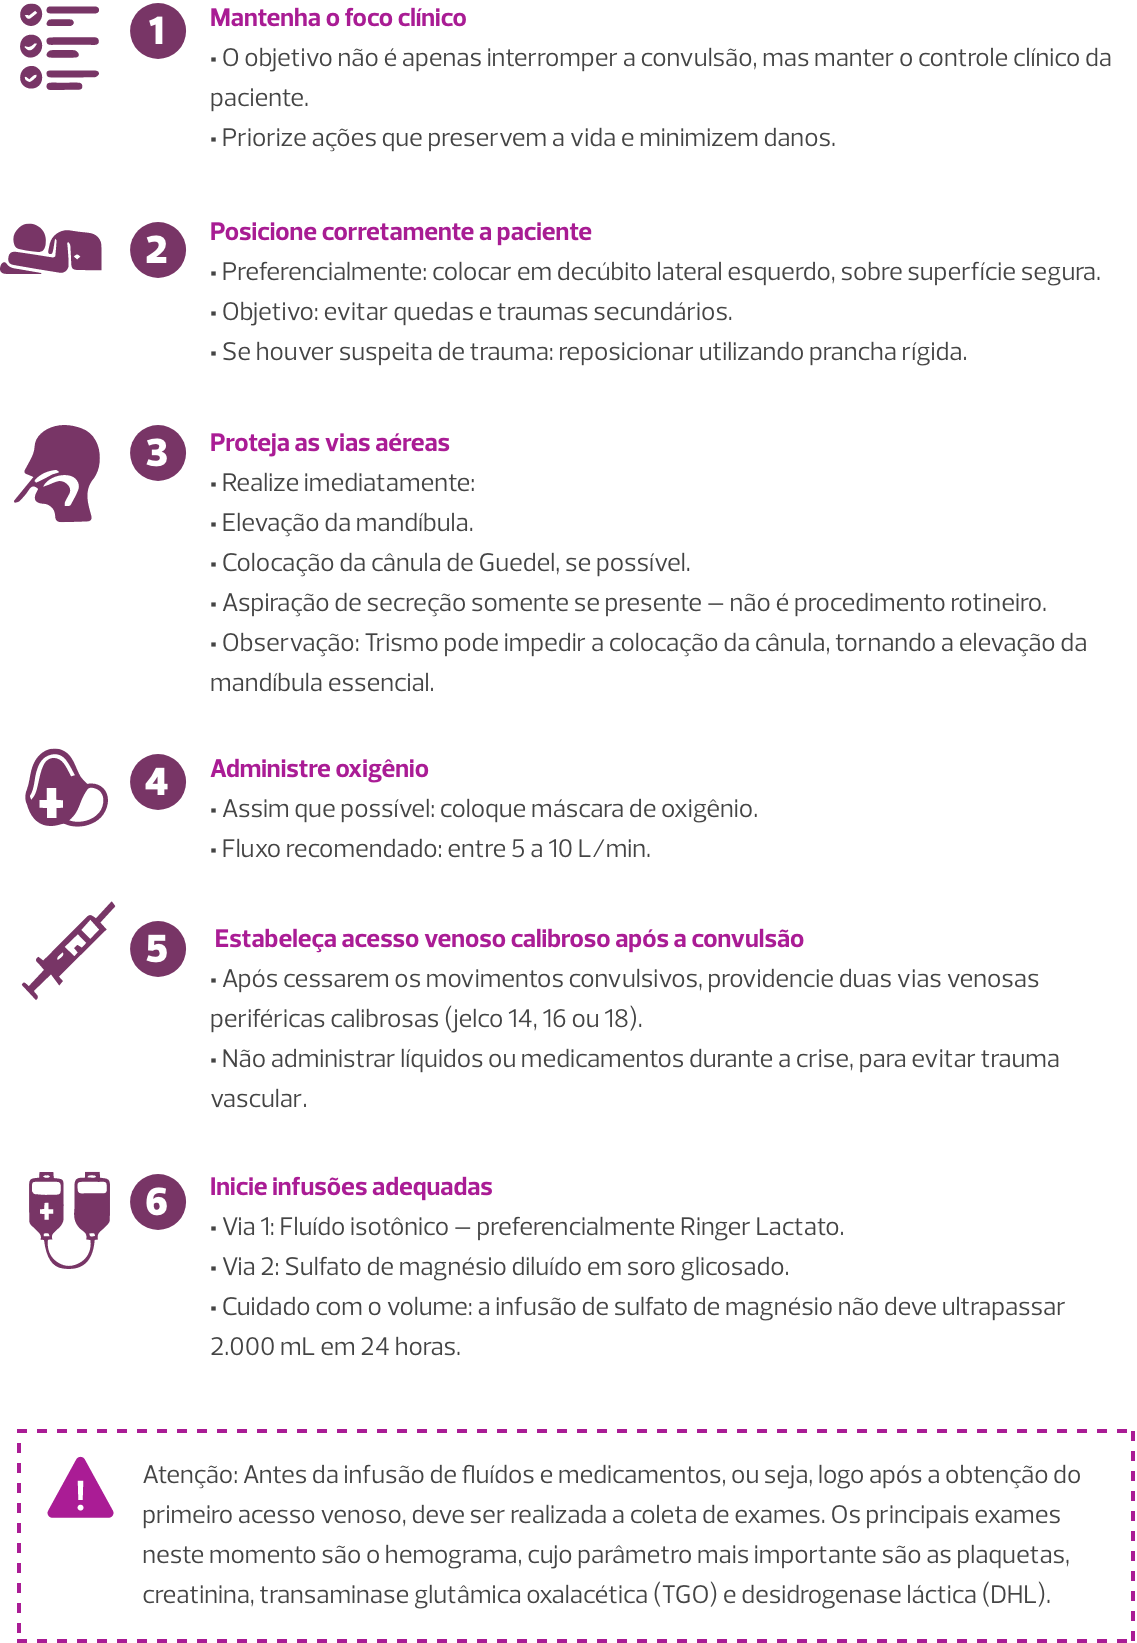 1
Mantenha o foco clínico
• O objetivo não é apenas interromper a convulsão, mas manter o controle clínico da
paciente.
• Priorize ações que preservem a vida e minimizem danos.
2
Posicione corretamente a paciente
• Preferencialmente: colocar em decúbito lateral esquerdo, sobre superfície segura.
• Objetivo: evitar quedas e traumas secundários.
• Se houver suspeita de trauma: reposicionar utilizando prancha rígida.
3
Proteja as vias aéreas
• Realize imediatamente:
• Elevação da mandíbula.
• Colocação da cânula de Guedel, se possível.
• Aspiração de secreção somente se presente — não é procedimento rotineiro.
• Observação: Trismo pode impedir a colocação da cânula, tornando a elevação da
mandíbula essencial.
4
Administre oxigênio
• Assim que possível: coloque máscara de oxigênio.
• Fluxo recomendado: entre 5 a 10 L/min.
5
Estabeleça acesso venoso calibroso após a convulsão
• Após cessarem os movimentos convulsivos, providencie duas vias venosas
periféricas calibrosas (jelco 14, 16 ou 18).
• Não administrar líquidos ou medicamentos durante a crise, para evitar trauma
vascular.
6
Inicie infusões adequadas
• Via 1: Fluído isotônico — preferencialmente Ringer Lactato.
• Via 2: Sulfato de magnésio diluído em soro glicosado.
• Cuidado com o volume: a infusão de sulfato de magnésio não deve ultrapassar
2.000 mL em 24 horas.
Atenção: Antes da infusão de fluídos e medicamentos, ou seja, logo após a obtenção do
primeiro acesso venoso, deve ser realizada a coleta de exames. Os principais exames
neste momento são o hemograma, cujo parâmetro mais importante são as plaquetas,
creatinina, transaminase glutâmica oxalacética (TGO) e desidrogenase láctica (DHL).